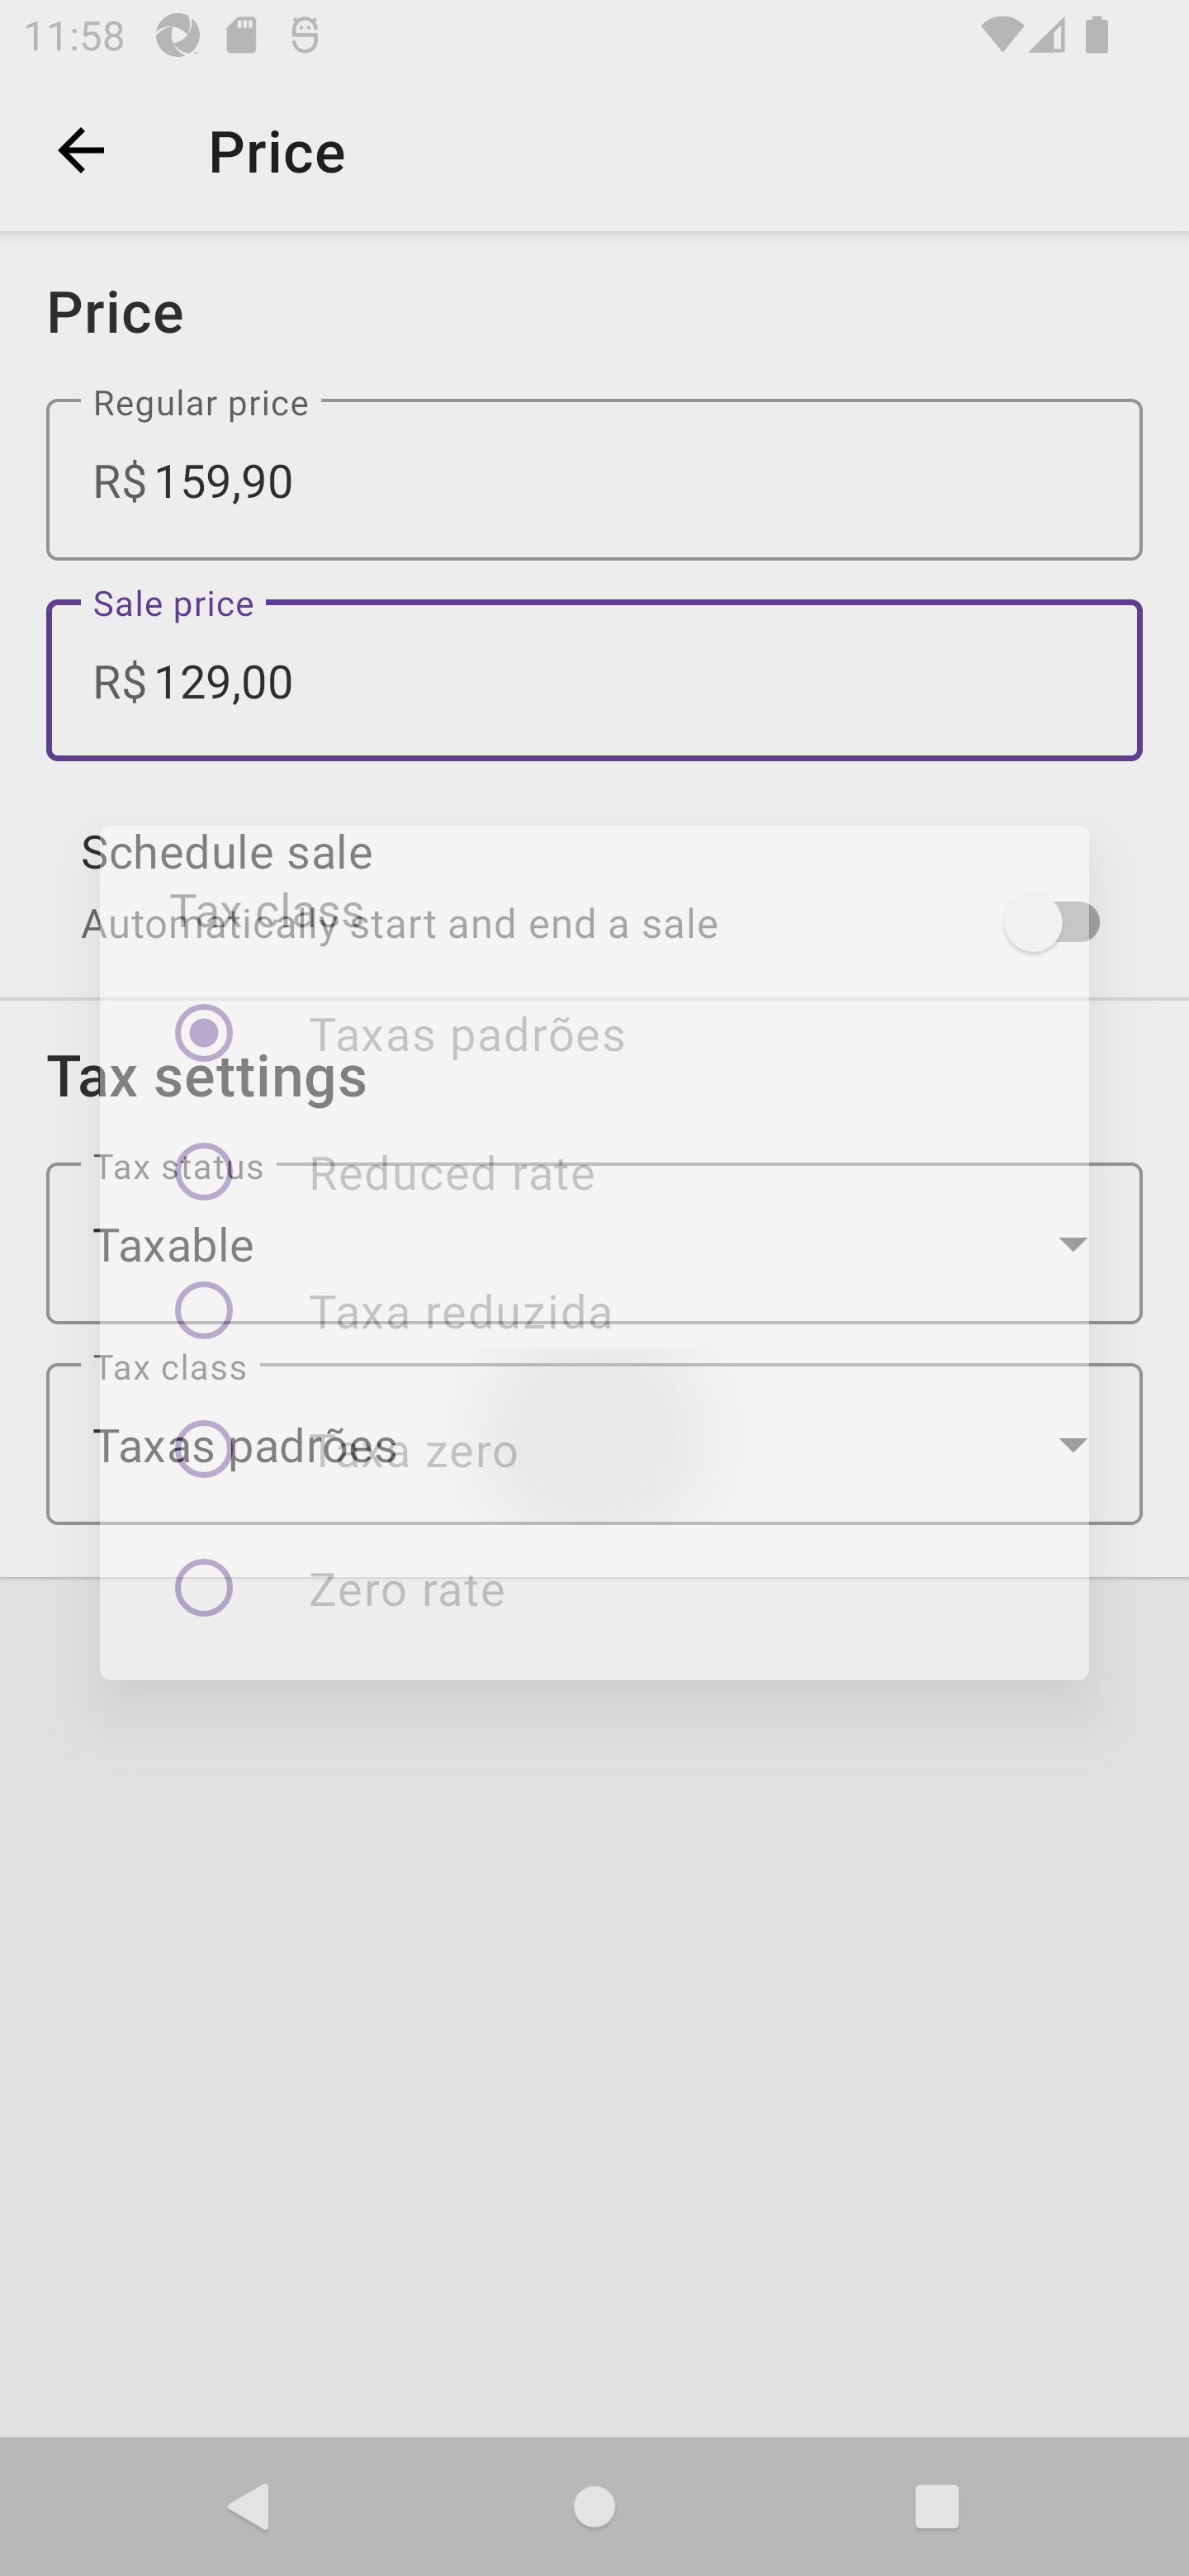 11:58
Price
Price
Regular price
R$ 159,90
Sale price
R$ 129,00
Schedule sale
Tax class
Automatically start and end a sale
Taxas padrões
Tax settings
Tax status
Reduced rate
Taxable
Taxa reduzida
Tax class
Taxas padrões
Taxa zero
Zero rate